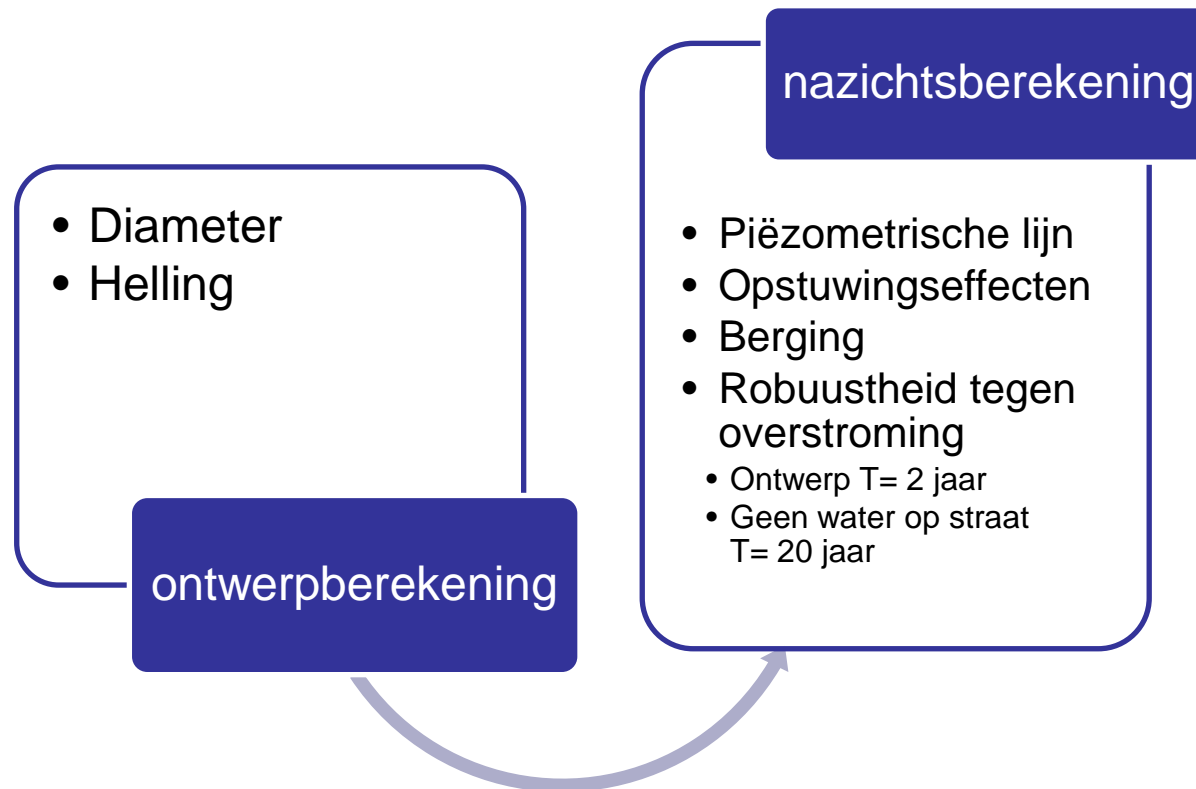 • Diameter
• Helling
ontwerpberekening
nazichtsberekening
• Piëzometrische lijn
• Opstuwingseffecten
• Berging
• Robuustheid tegen
overstroming
• Ontwerp T= 2 jaar
• Geen water op straat
T= 20 jaar